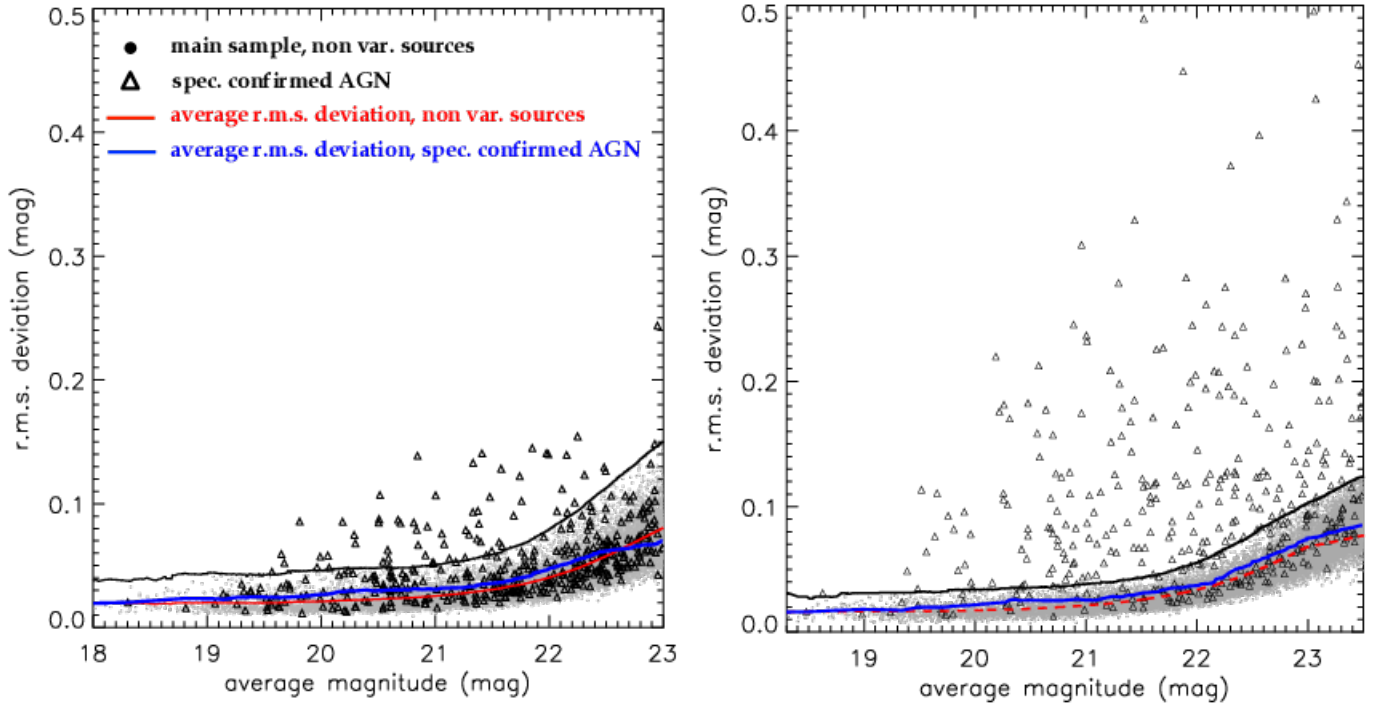 0.5
0.4
0.3
0.2
0.1
0.0
r.m.s. deviation (mag)
main sample, non var. sources
spec. confirmed AGN
average r.m.s. deviation, non var. sources
average r.m.s. deviation, spec. confirmed AGN
18 19 20 21 22 23
average magnitude (mag)
0.5
0.4
0.3
0.2
0.1
0.0
r.m.s. deviation (mag)
19 20 21 22 23
average magnitude (mag)